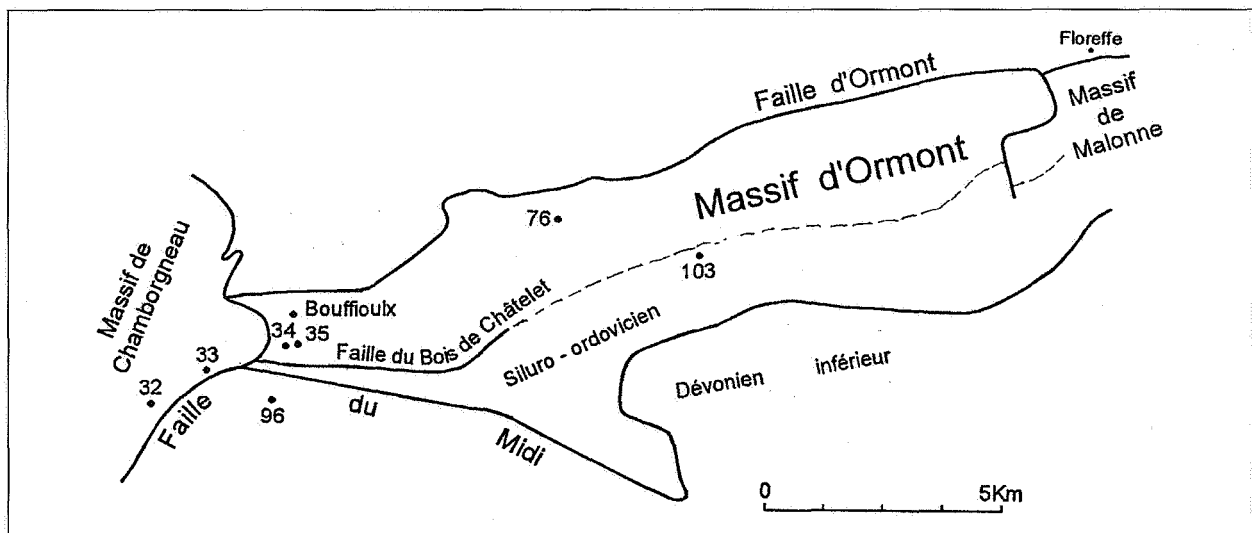 Floreffe
Faille d'Ormont
Massif
de
Malonne
Massif d'Ormont
76
103
Massif de
Chamborgneau
Bouffioulx
34 35
Faille du Bois de Châtelet
Siluro-ordovicien
33
32
96
Dévonien inférieur
Faille du Midi
0 5Km